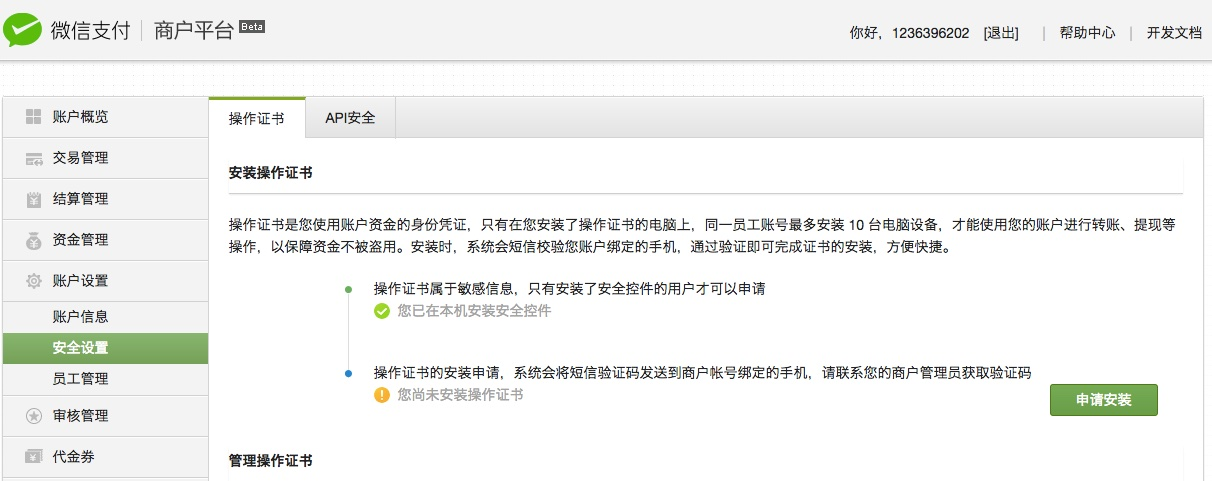 微信支付 商户平台 Beta
你好，1236396202 [退出] | 帮助中心 | 开发文档
账户概览
交易管理
结算管理
资金管理
账户设置
账户信息
安全设置
员工管理
审核管理
代金券
操作证书 API安全
安装操作证书
操作证书是您使用账户资金的身份凭证，只有在您安装了操作证书的电脑上，同一员工账号最多安装 10 台电脑设备，才能使用您的账户进行转账、提现等
操作，以保障资金不被盗用。安装时，系统会短信校验您账户绑定的手机，通过验证即可完成证书的安装，方便快捷。
操作证书属于敏感信息，只有安装了安全控件的用户才可以申请
您已在本机安装安全控件
操作证书的安装申请，系统会将短信验证码发送到商户帐号绑定的手机，请联系您的商户管理员获取验证码
您尚未安装操作证书
申请安装
管理操作证书